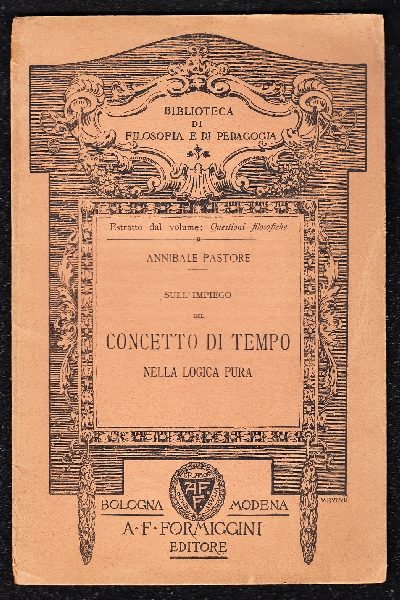 BIBLIOTECA
DI
FILOSOFIA E DI PEDAGOGIA
Estratto dal volume: Questioni filosofiche
ANNIBALE PASTORE
SULL'IMPIEGO
DEL
CONCETTO DI TEMPO
NELLA LOGICA PURA
AFF
BOLOGNA MODENA
A·F·FORMIGGINI
EDITORE